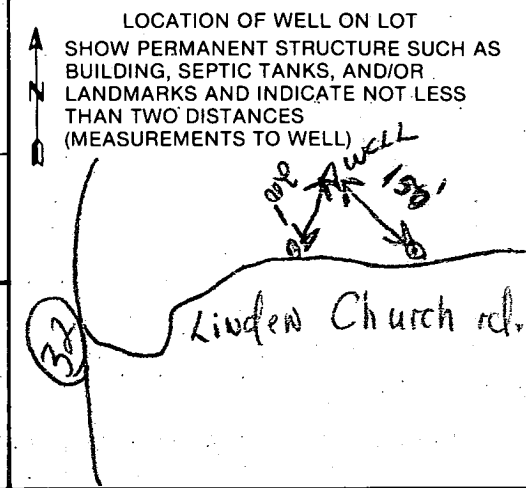 LOCATION OF WELL ON LOT
SHOW PERMANENT STRUCTURE SUCH AS
BUILDING, SEPTIC TANKS, AND/OR
N LANDMARKS AND INDICATE NOT LESS
THAN TWO DISTANCES
(MEASUREMENTS TO WELL)
WELL
Linden Church rd.
32